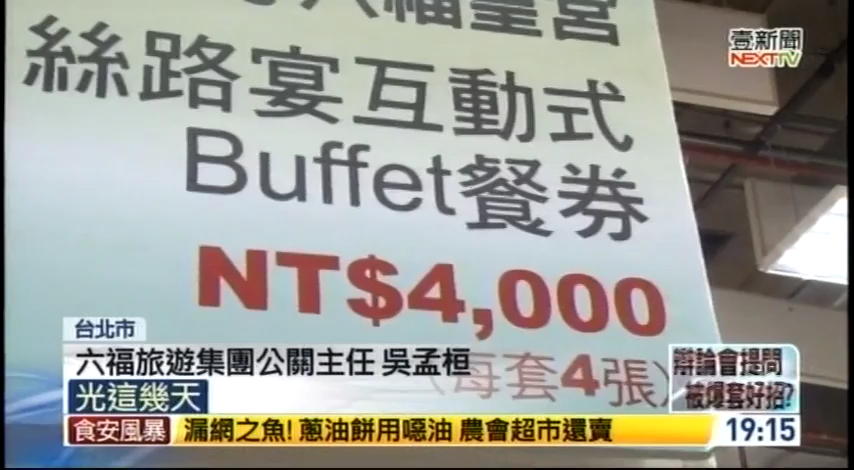 六福皇宮
壹新聞
NEXTTV
絲路宴互動式
Buffet餐券
NT$4,000
(每套4張)
台北市
六福旅遊集團公關主任 吳孟桓
光這幾天
辯論會提問
被爆套好招?
食安風暴 漏網之魚! 蔥油餅用噁油 農會超市還賣
19:15